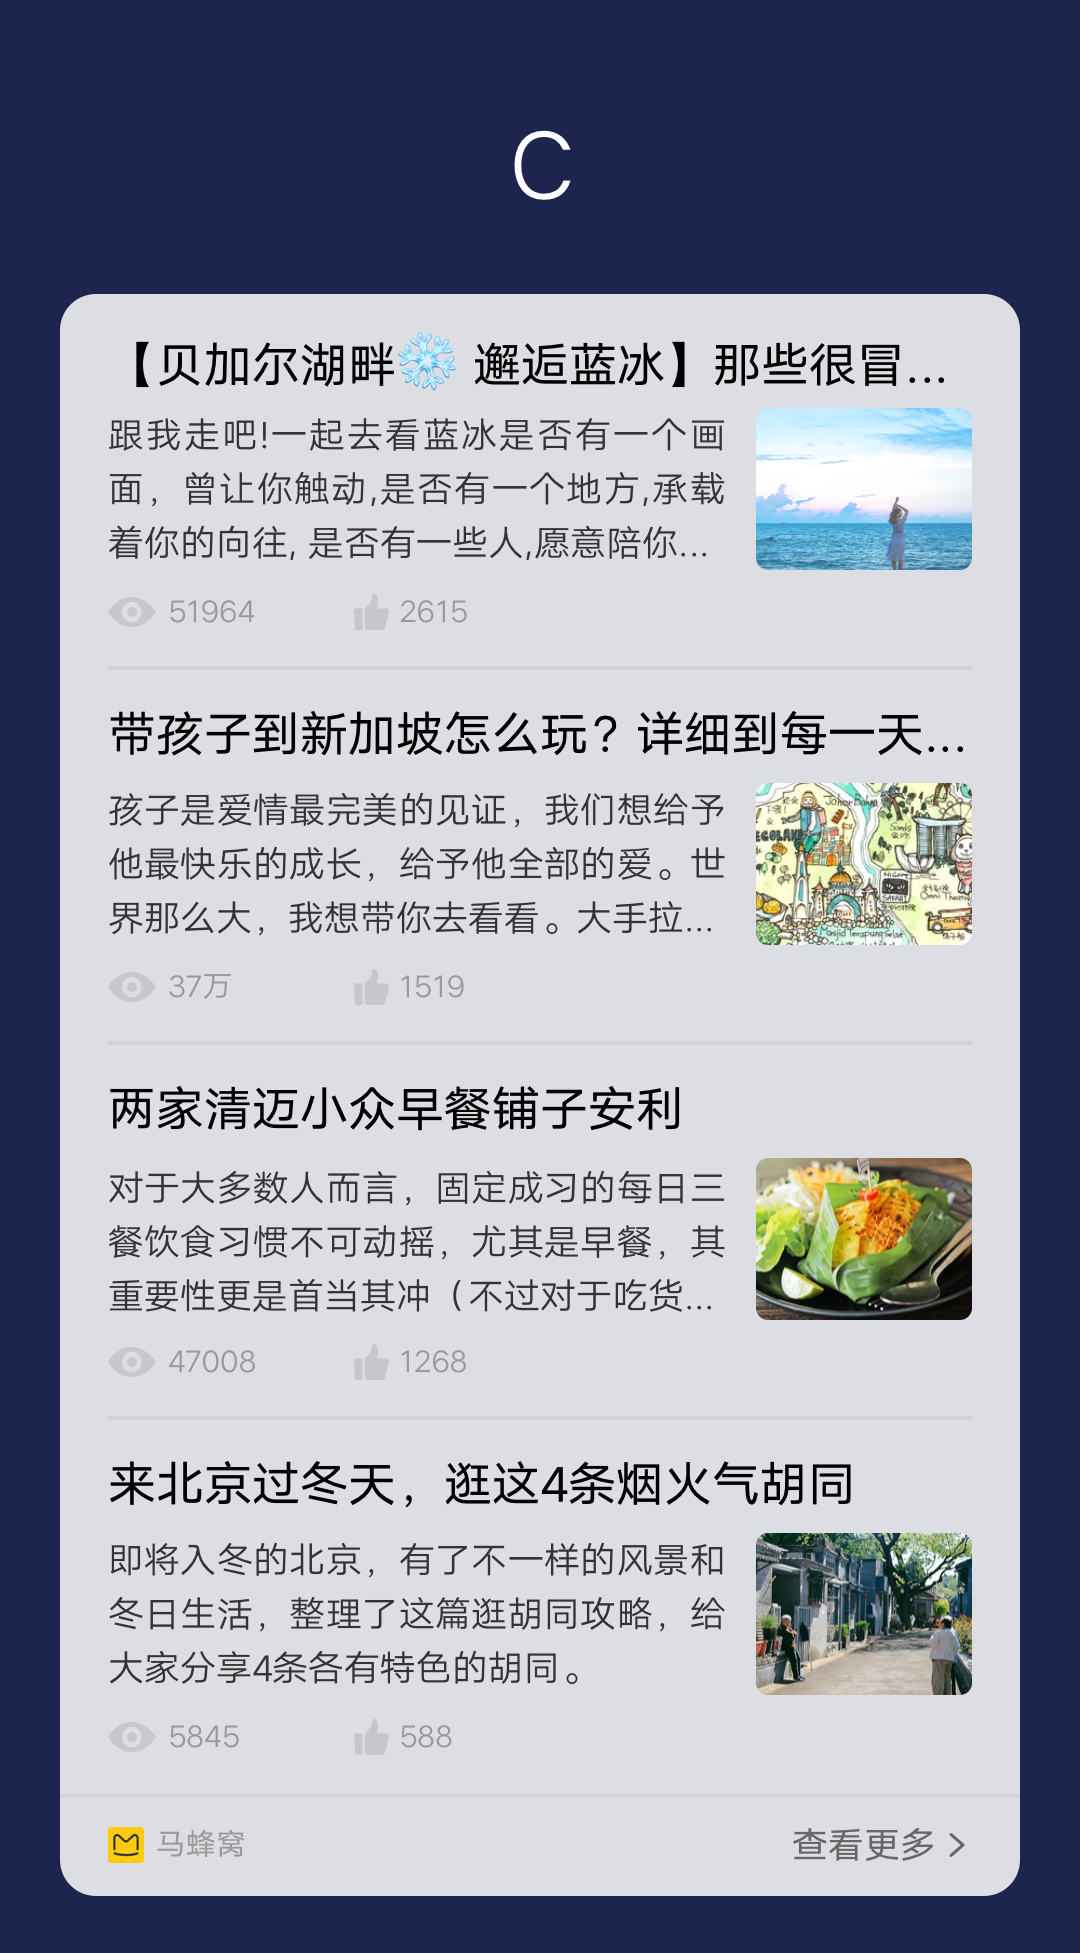 C
【贝加尔湖畔❄️ 邂逅蓝冰】那些很冒...
跟我走吧!一起去看蓝冰是否有一个画
面，曾让你触动,是否有一个地方,承载
着你的向往, 是否有一些人,愿意陪你...
51964
2615
带孩子到新加坡怎么玩？详细到每一天...
孩子是爱情最完美的见证，我们想给予
他最快乐的成长，给予他全部的爱。世
界那么大，我想带你去看看。大手拉...
Johor Bahru
EGOLAND
Sands
NIGHT
SAFARI
Omni Theatre
Masjid Terapung Selat
37万
1519
两家清迈小众早餐铺子安利
对于大多数人而言，固定成习的每日三
餐饮食习惯不可动摇，尤其是早餐，其
重要性更是首当其冲（不过对于吃货...
47008
1268
来北京过冬天，逛这4条烟火气胡同
即将入冬的北京，有了不一样的风景和
冬日生活，整理了这篇逛胡同攻略，给
大家分享4条各有特色的胡同。
5845
588
马蜂窝
查看更多 >